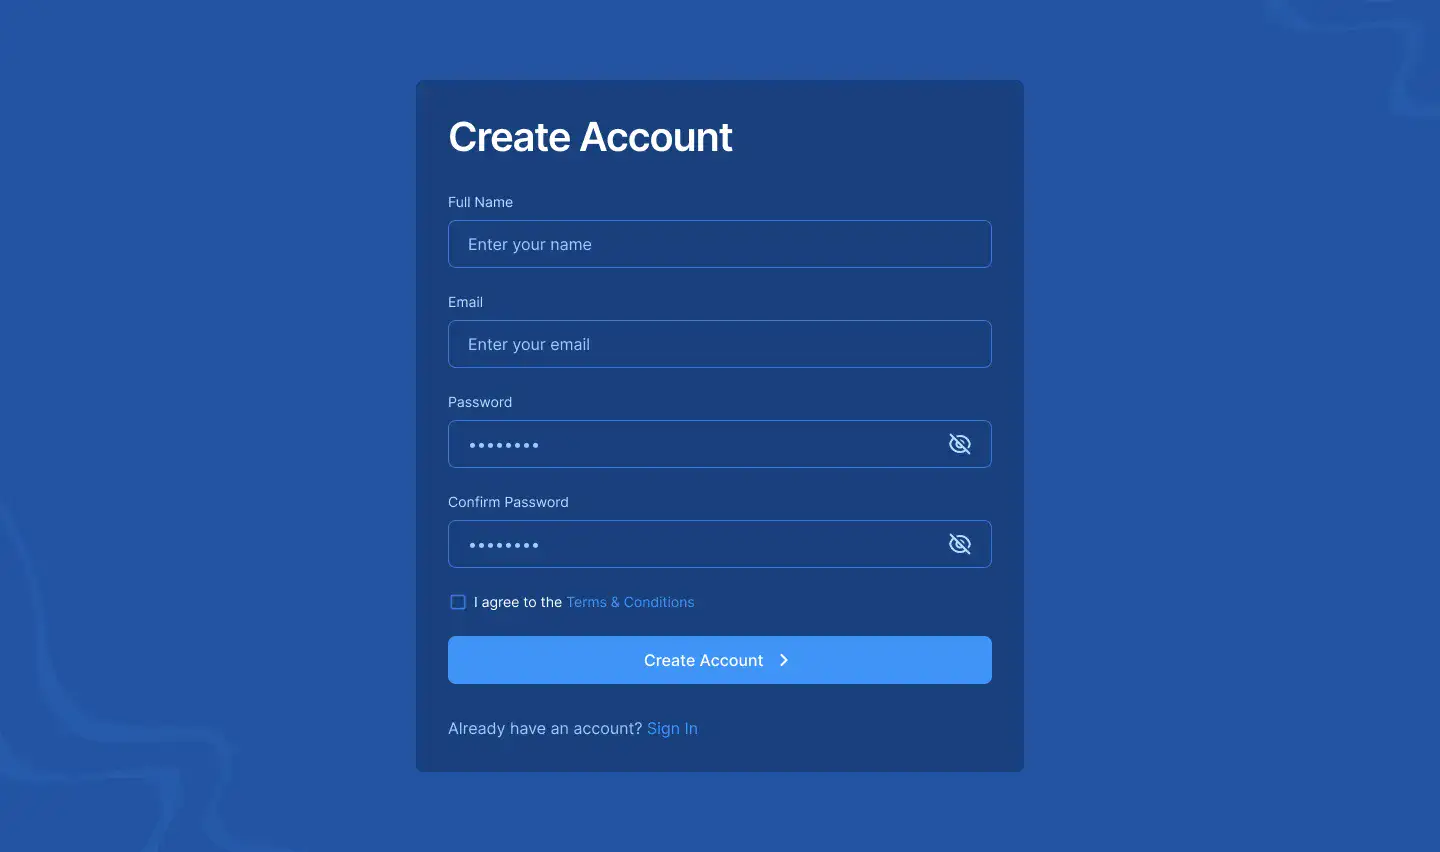 Create Account
Full Name
Enter your name
Email
Enter your email
Password
••••••••
Confirm Password
••••••••
I agree to the Terms & Conditions
Create Account
Already have an account? Sign In